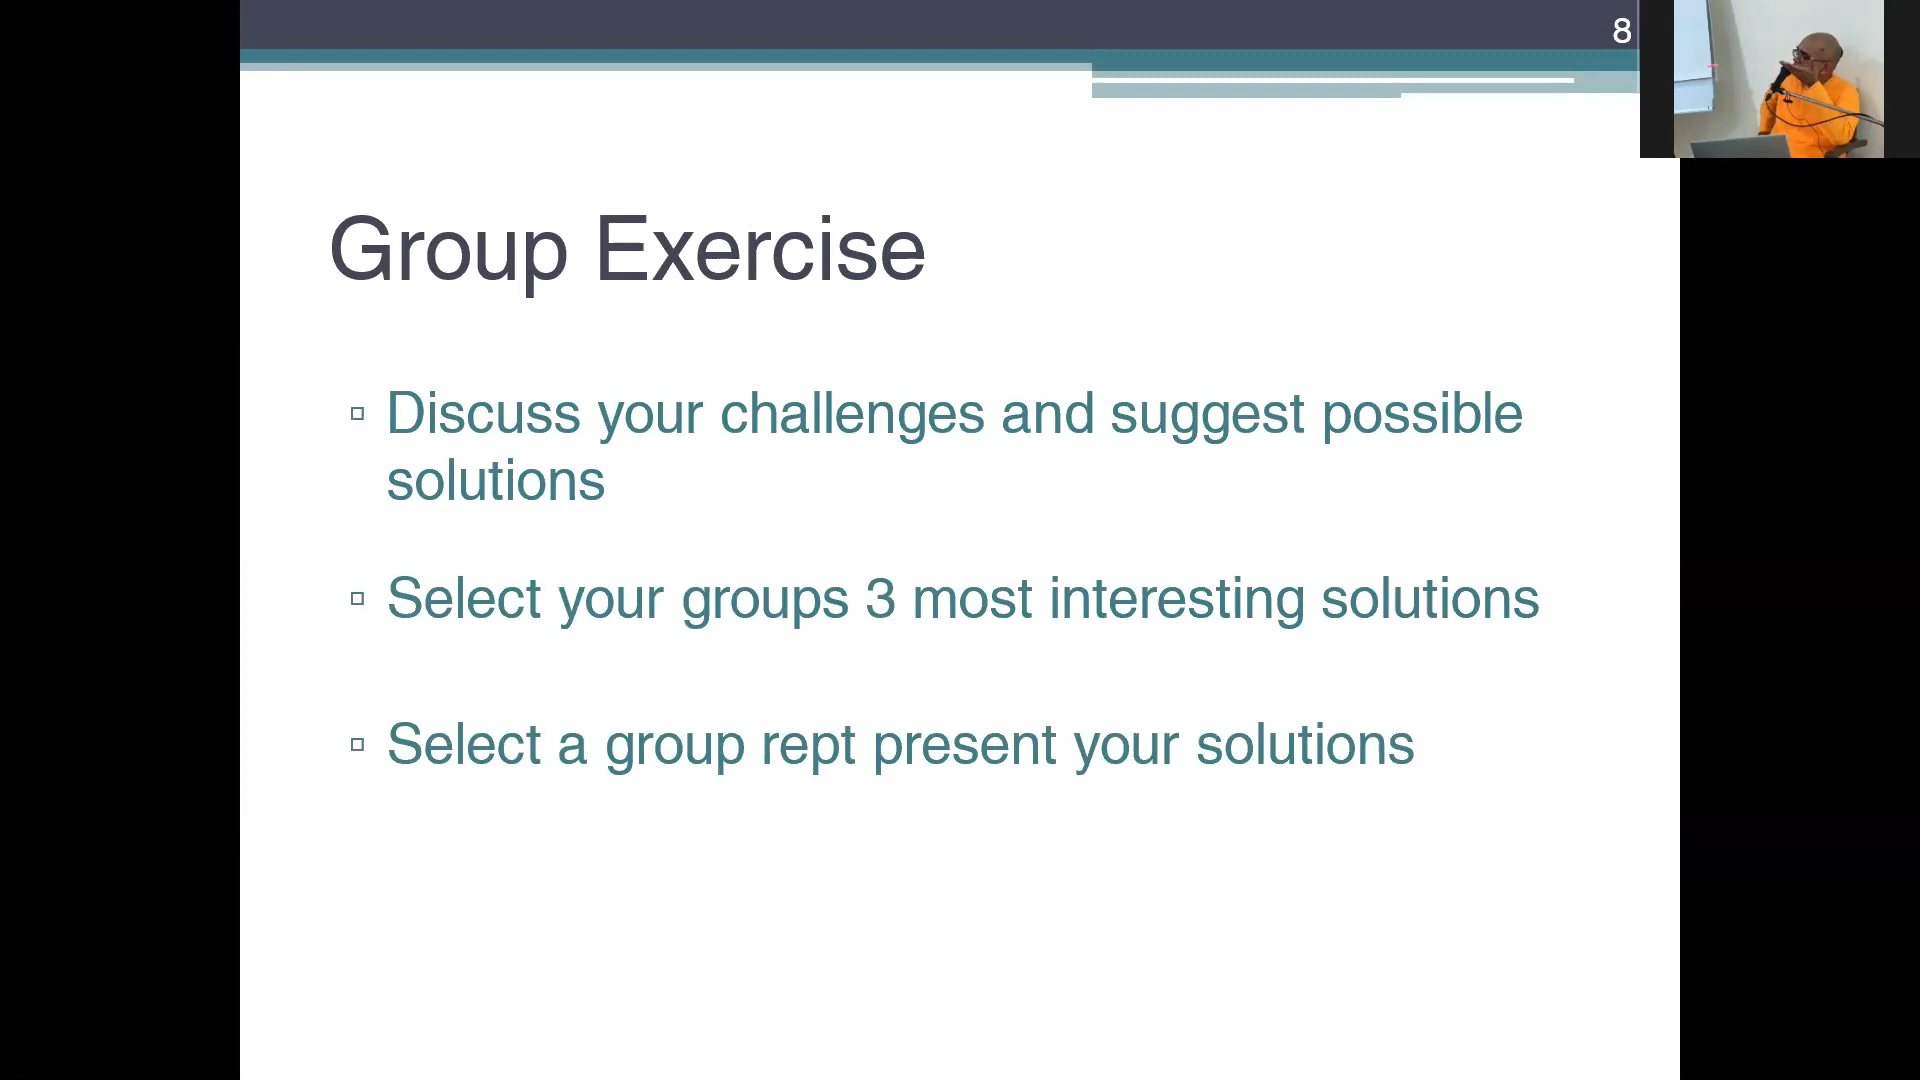 8
Group Exercise
Discuss your challenges and suggest possible
solutions
Select your groups 3 most interesting solutions
Select a group rept present your solutions